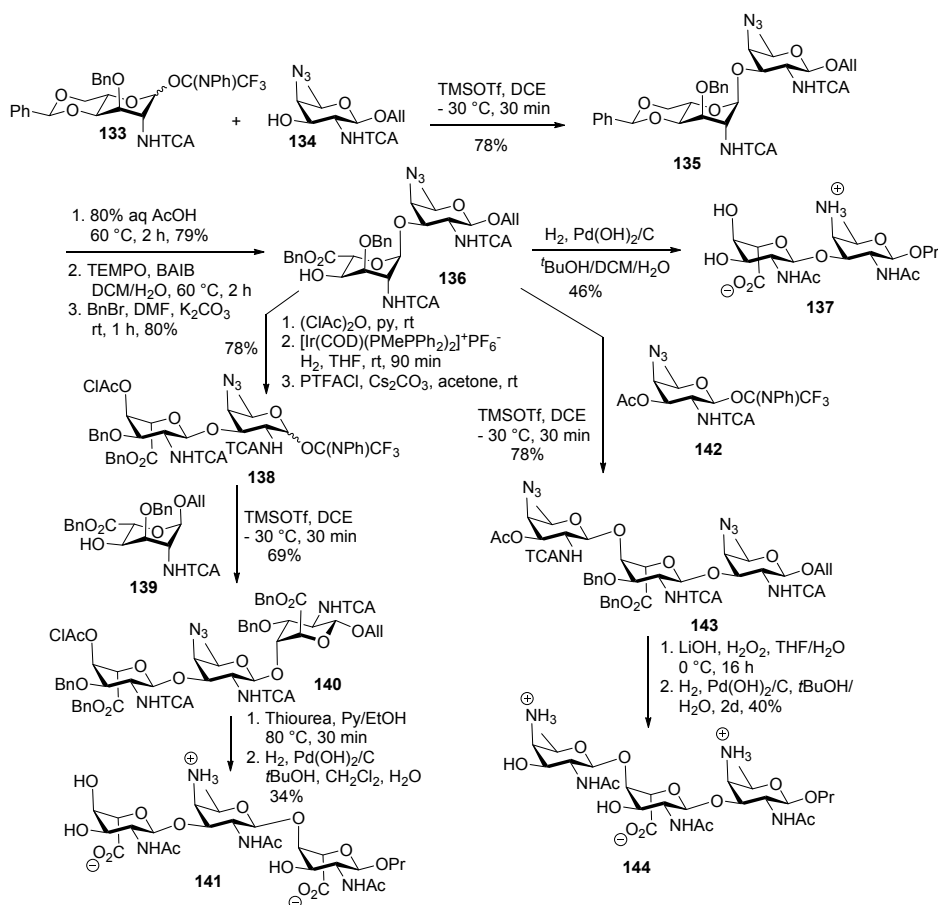 BnO
OC(NPh)CF3
Ph
O
O
O
133
NHTCA
+
N3
O
OAll
HO
NHTCA
134
TMSOTf, DCE
- 30 °C, 30 min
78%
N3
O
OAll
O
NHTCA
OBn
O
Ph
O
O
NHTCA
135
1. 80% aq AcOH
60 °C, 2 h, 79%
2. TEMPO, BAIB
DCM/H2O, 60 °C, 2 h
3. BnBr, DMF, K2CO3
rt, 1 h, 80%
N3
O
OAll
O
NHTCA
OBn
BnO2C
O
HO
NHTCA
136
H2, Pd(OH)2/C
tBuOH/DCM/H2O
46%
HO
NH3
+
O
O
OPr
HO
O
NHAc
NHAc
CO2
−
137
78%
1. (ClAc)2O, py, rt
2. [Ir(COD)(PMePPh2)2]+PF6-
H2, THF, rt, 90 min
3. PTFACl, Cs2CO3, acetone, rt
ClAcO
N3
O
O
BnO
O
NHTCA
TCANH
OC(NPh)CF3
BnO2C
138
TMSOTf, DCE
- 30 °C, 30 min
78%
N3
O
AcO
OC(NPh)CF3
NHTCA
142
OBn
OAll
BnO2C
O
HO
NHTCA
139
TMSOTf, DCE
- 30 °C, 30 min
69%
N3
O
O
AcO
TCANH
N3
O
O
BnO
O
OAll
NHTCA
NHTCA
BnO2C
143
BnO2C
NHTCA
BnO
OAll
O
ClAcO
N3
O
O
BnO
O
O
NHTCA
NHTCA
BnO2C
140
1. LiOH, H2O2, THF/H2O
0 °C, 16 h
2. H2, Pd(OH)2/C, tBuOH/
H2O, 2d, 40%
1. Thiourea, Py/EtOH
80 °C, 30 min
2. H2, Pd(OH)2/C
tBuOH, CH2Cl2, H2O
34%
HO
+
NH3
O
O
HO
O
O
NHAc
NHAc
CO2
−
O
OPr
HO
NHAc
CO2
−
141
+
NH3
O
O
HO
NHAc
+
NH3
O
O
HO
O
OPr
NHAc
NHAc
CO2
−
144